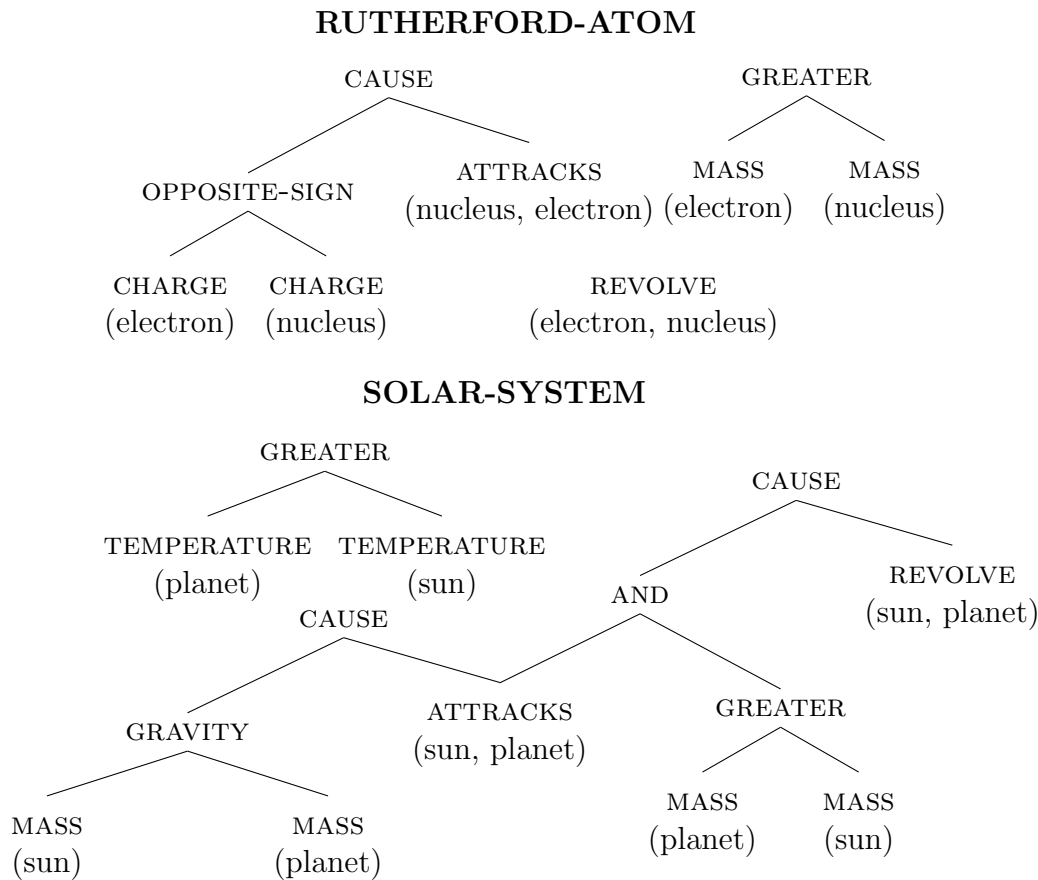 RUTHERFORD-ATOM
CAUSE GREATER
OPPOSITE-SIGN ATTRACKS MASS MASS
(nucleus, electron) (electron) (nucleus)
CHARGE CHARGE REVOLVE
(electron) (nucleus) (electron, nucleus)
SOLAR-SYSTEM
GREATER
CAUSE
TEMPERATURE TEMPERATURE
(planet) (sun)
REVOLVE
(sun, planet)
CAUSE AND
GRAVITY ATTRACKS GREATER
(sun, planet)
MASS MASS MASS MASS
(sun) (planet) (planet) (sun)